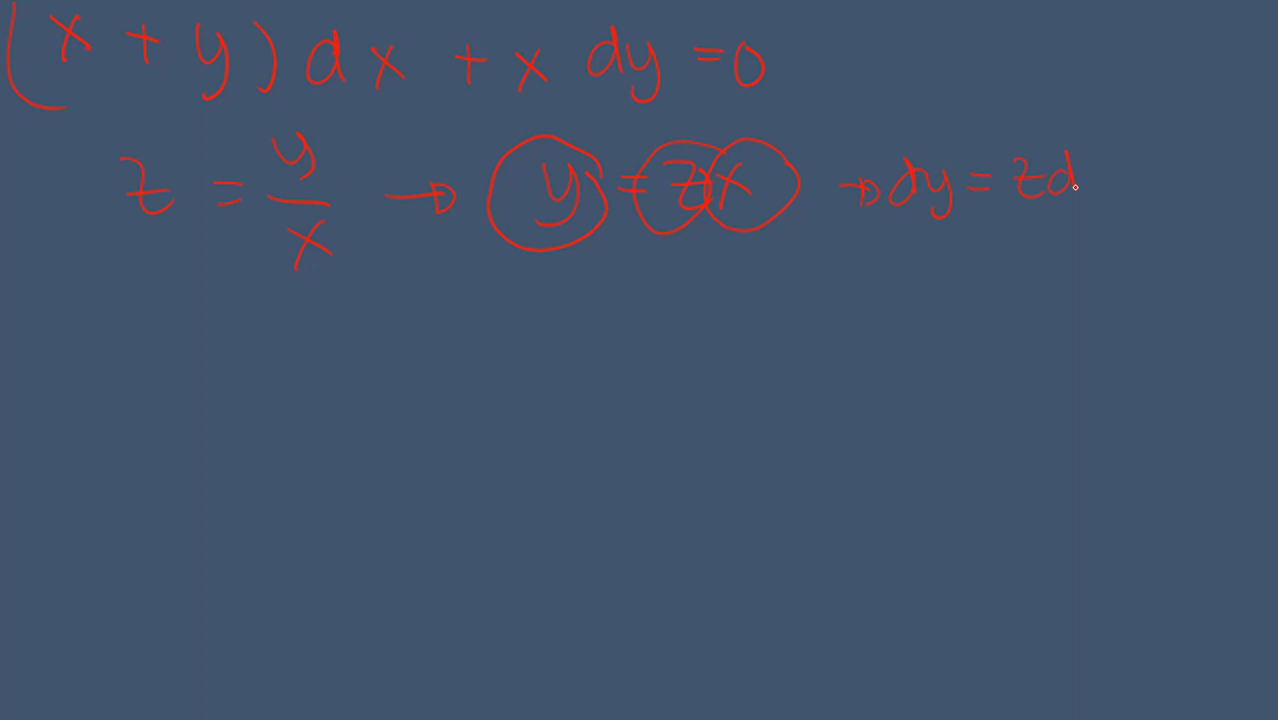 (x + y) dx + x dy = 0
z = y/x → y = zx → dy = zd